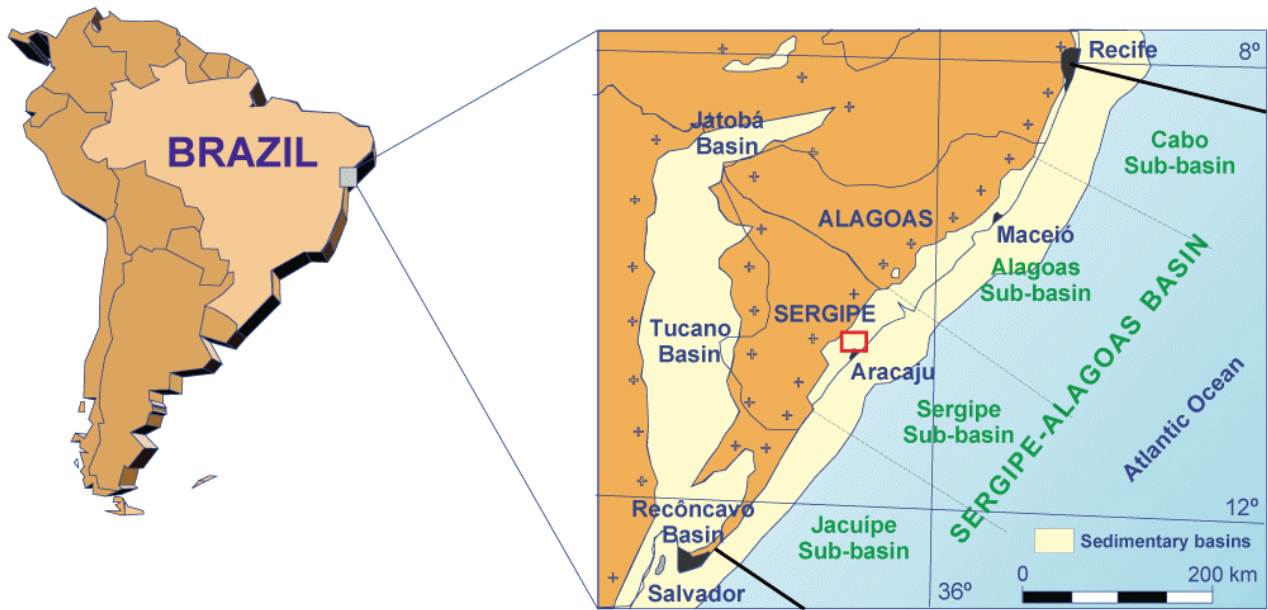 BRAZIL
Recife
8º
Jatobá
Basin
Cabo
Sub-basin
ALAGOAS
Maceió
Alagoas
Sub-basin
SERGIPE
Tucano
Basin
Aracaju
Sergipe
Sub-basin
SERGIPE-ALAGOAS BASIN
Atlantic Ocean
Recôncavo
Basin
12º
Jacuípe
Sub-basin
Sedimentary basins
Salvador
36º
0
200 km